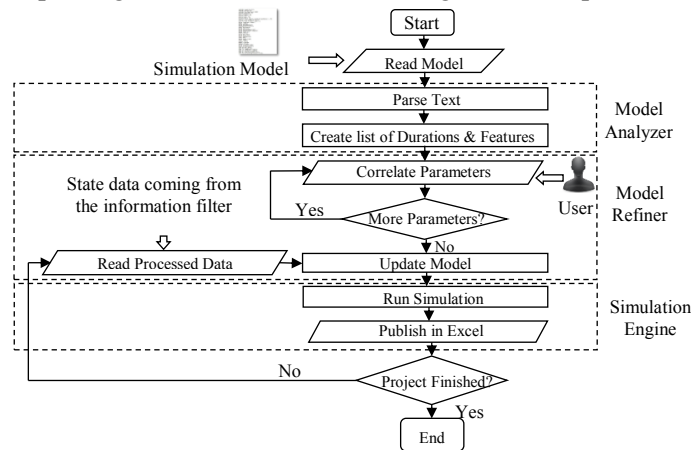 Start
Simulation Model
Read Model
Parse Text
Create list of Durations & Features
Model
Analyzer
Correlate Parameters
State data coming from
the information filter
User
Model
Refiner
Yes
More Parameters?
No
Read Processed Data
Update Model
Run Simulation
Publish in Excel
Simulation
Engine
No
Project Finished?
Yes
End